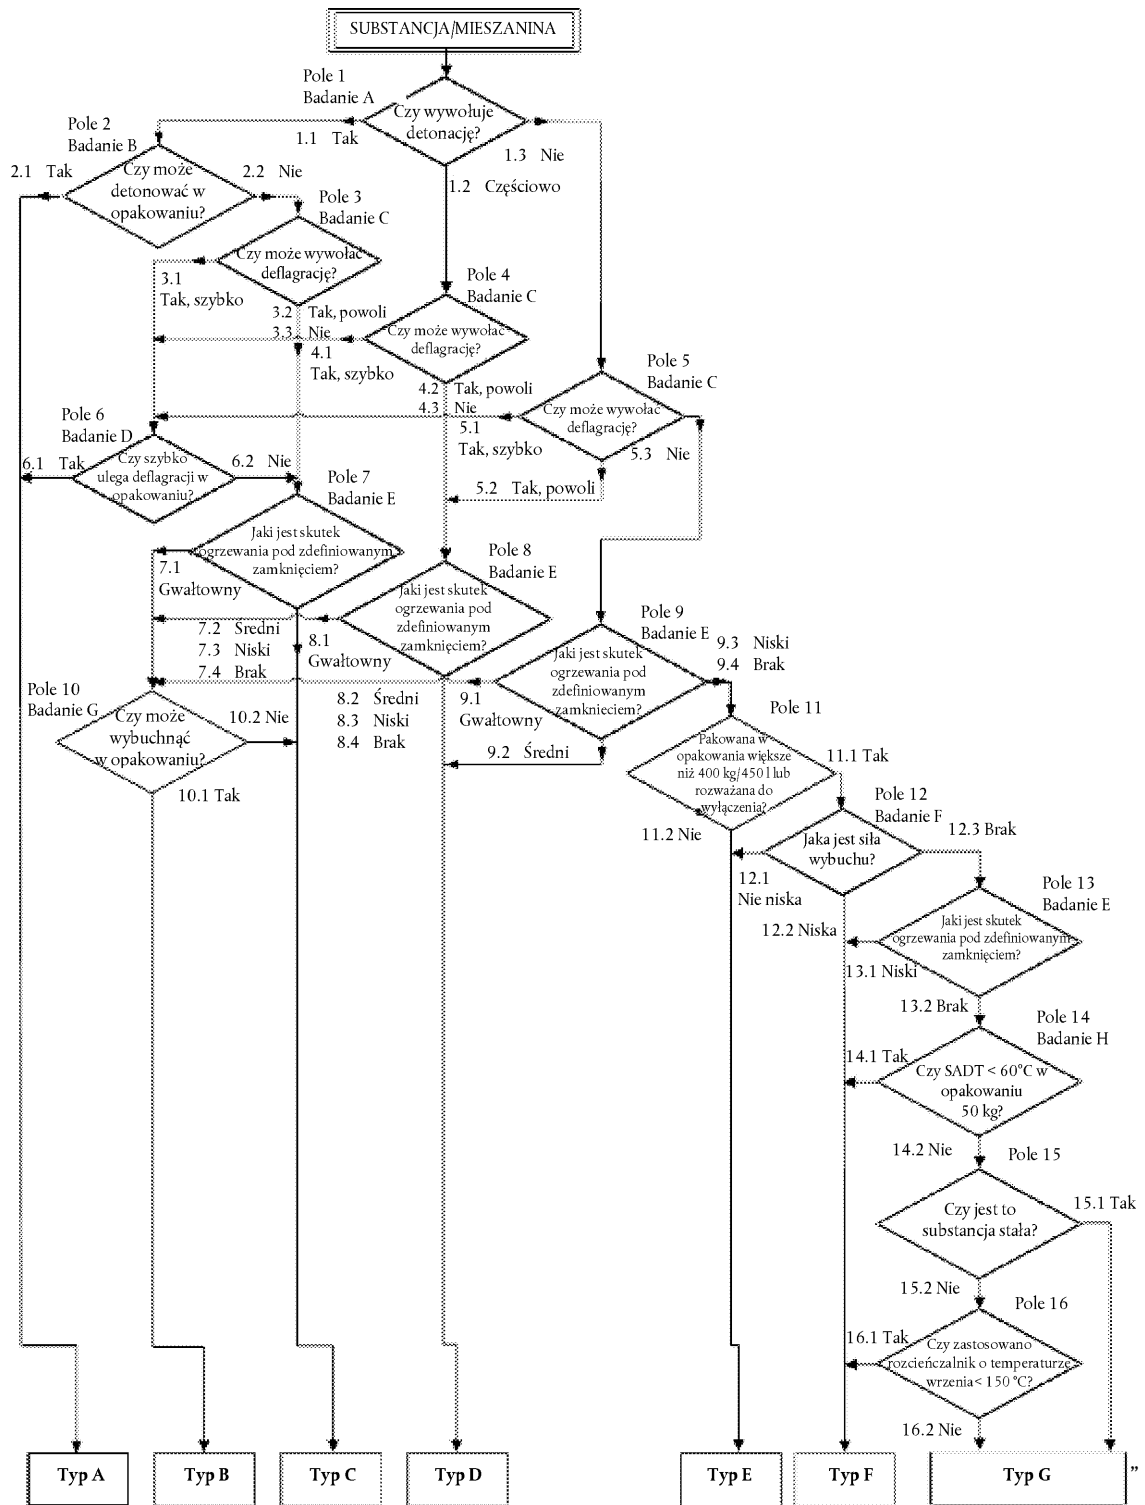 SUBSTANCJA/MIESZANINA
Pole 1
Badanie A
Czy wywołuje
detonację?
1.1 Tak
1.3 Nie
1.2 Częściowo
Pole 2
Badanie B
2.1 Tak
Czy może
detonować w
opakowaniu?
2.2 Nie
Pole 3
Badanie C
Czy może wywołać
deflagrację?
3.1
Tak, szybko
3.2 Tak, powoli
3.3 Nie
Pole 4
Badanie C
Czy może wywołać
deflagrację?
4.1
Tak, szybko
4.2 Tak, powoli
4.3 Nie
Pole 5
Badanie C
Czy może wywołać
deflagrację?
5.1
Tak, szybko
5.3 Nie
5.2 Tak, powoli
Pole 6
Badanie D
6.1 Tak
Czy szybko
ulega deflagracji w
opakowaniu?
6.2 Nie
Pole 7
Badanie E
Jaki jest skutek
ogrzewania pod zdefiniowanym
zamknięciem?
7.1
Gwałtowny
7.2 Średni
7.3 Niski
7.4 Brak
Pole 8
Badanie E
Jaki jest skutek
ogrzewania pod
zdefiniowanym
zamknięciem?
8.1
Gwałtowny
8.2 Średni
8.3 Niski
8.4 Brak
Pole 9
Badanie E
Jaki jest skutek
ogrzewania pod
zdefiniowanym
zamknieciem?
9.1
Gwałtowny
9.2 Średni
9.3 Niski
9.4 Brak
Pole 10
Badanie G
Czy może
wybuchnąć
w opakowaniu?
10.2 Nie
10.1 Tak
Pole 11
Pakowana w
opakowania większe
niż 400 kg/450 l lub
rozważana do
wyłączenia?
11.1 Tak
11.2 Nie
Pole 12
Badanie F
Jaka jest siła
wybuchu?
12.3 Brak
12.1
Nie niska
12.2 Niska
Pole 13
Badanie E
Jaki jest skutek
ogrzewania pod zdefiniowanym
zamknięciem?
13.1 Niski
13.2 Brak
Pole 14
Badanie H
14.1 Tak
Czy SADT < 60°C w
opakowaniu
50 kg?
14.2 Nie
Pole 15
Czy jest to
substancja stała?
15.1 Tak
15.2 Nie
Pole 16
16.1 Tak
Czy zastosowano
rozcieńczalnik o temperaturze
wrzenia< 150 °C?
16.2 Nie
Typ A
Typ B
Typ C
Typ D
Typ E
Typ F
Typ G
”